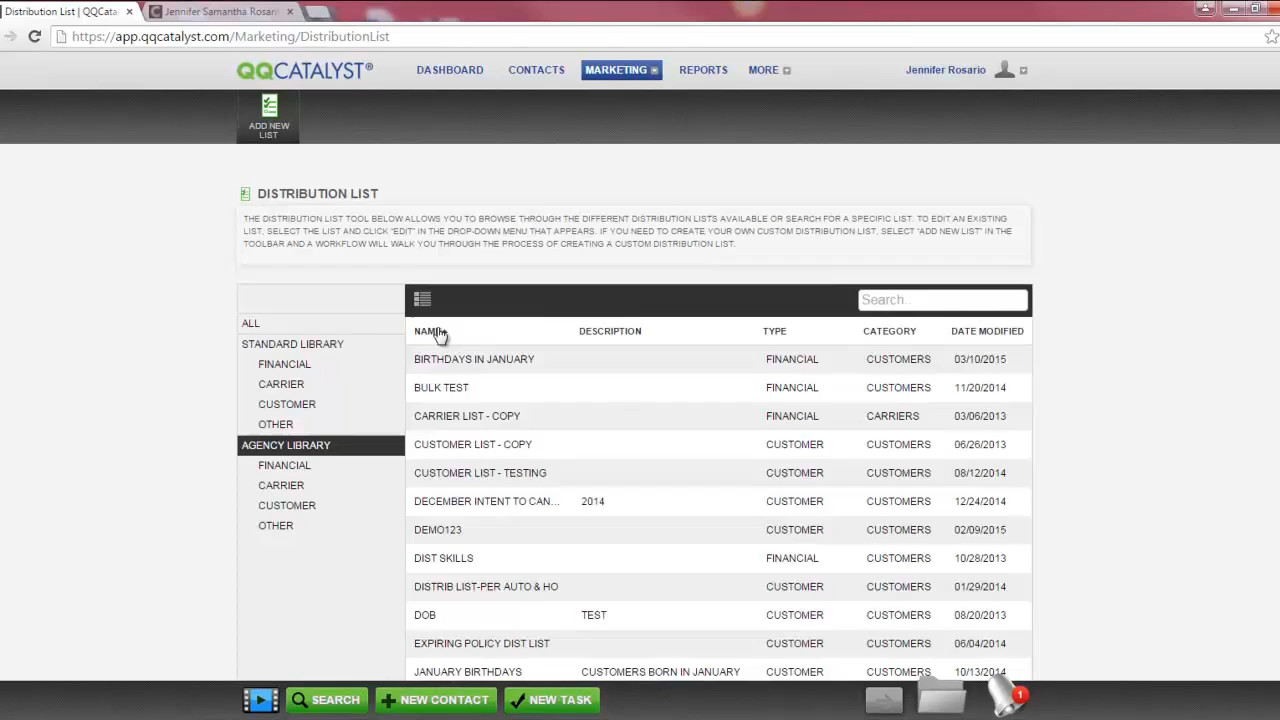 Distribution List | QQCata
Jennifer Samantha Rosari
https://app.qqcatalyst.com/Marketing/DistributionList
QQCATALYST®
DASHBOARD
CONTACTS
MARKETING
REPORTS
MORE
Jennifer Rosario
ADD NEW
LIST
DISTRIBUTION LIST
THE DISTRIBUTION LIST TOOL BELOW ALLOWS YOU TO BROWSE THROUGH THE DIFFERENT DISTRIBUTION LISTS AVAILABLE OR SEARCH FOR A SPECIFIC LIST. TO EDIT AN EXISTING
LIST, SELECT THE LIST AND CLICK "EDIT" IN THE DROP-DOWN MENU THAT APPEARS. IF YOU NEED TO CREATE YOUR OWN CUSTOM DISTRIBUTION LIST, SELECT "ADD NEW LIST" IN THE
TOOLBAR AND A WORKFLOW WILL WALK YOU THROUGH THE PROCESS OF CREATING A CUSTOM DISTRIBUTION LIST.
Search..
ALL
STANDARD LIBRARY
FINANCIAL
CARRIER
CUSTOMER
OTHER
AGENCY LIBRARY
FINANCIAL
CARRIER
CUSTOMER
OTHER
NAME DESCRIPTION TYPE CATEGORY DATE MODIFIED
BIRTHDAYS IN JANUARY FINANCIAL CUSTOMERS 03/10/2015
BULK TEST FINANCIAL CUSTOMERS 11/20/2014
CARRIER LIST - COPY FINANCIAL CARRIERS 03/06/2013
CUSTOMER LIST - COPY CUSTOMER CUSTOMERS 06/26/2013
CUSTOMER LIST - TESTING CUSTOMER CUSTOMERS 08/12/2014
DECEMBER INTENT TO CAN... 2014 CUSTOMER CUSTOMERS 12/24/2014
DEMO123 CUSTOMER CUSTOMERS 02/09/2015
DIST SKILLS FINANCIAL CUSTOMERS 10/28/2013
DISTRIB LIST-PER AUTO & HO CUSTOMER CUSTOMERS 01/29/2014
DOB TEST CUSTOMER CUSTOMERS 08/20/2013
EXPIRING POLICY DIST LIST CUSTOMER CUSTOMERS 06/04/2014
JANUARY BIRTHDAYS CUSTOMERS BORN IN JANUARY CUSTOMER CUSTOMERS 10/13/2014
SEARCH
NEW CONTACT
NEW TASK
1